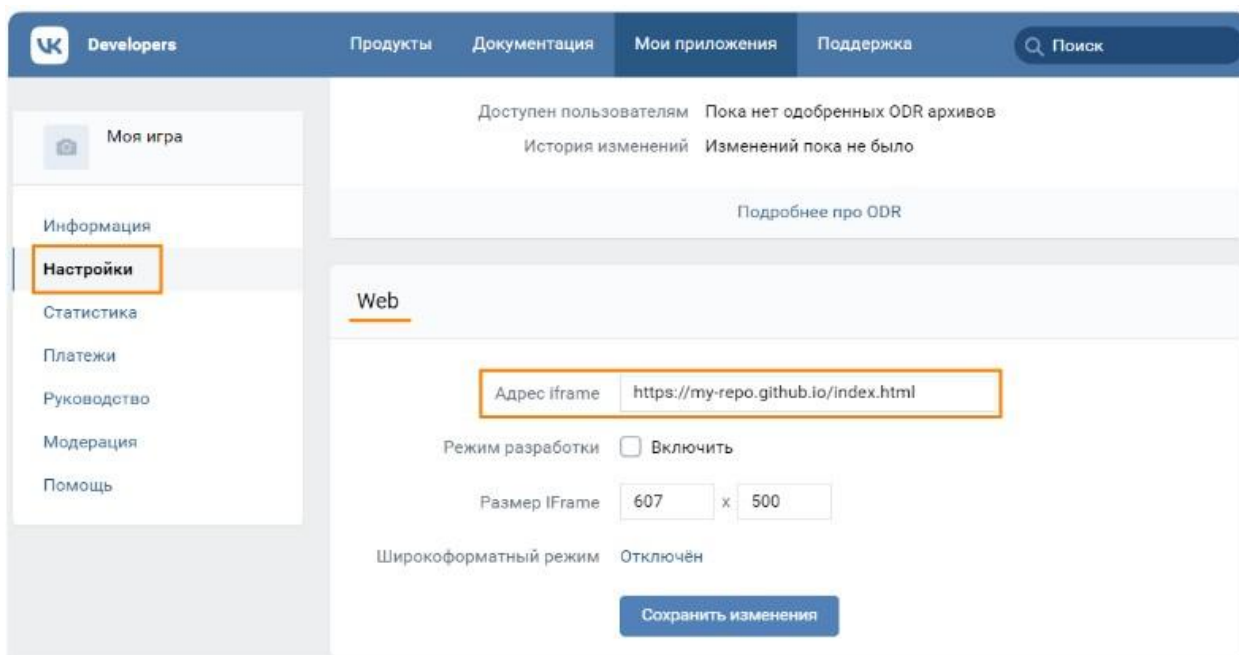 VK Developers Продукты Документация Мои приложения Поддержка Поиск
Моя игра
Информация
Настройки
Статистика
Платежи
Руководство
Модерация
Помощь
Доступен пользователям Пока нет одобренных ODR архивов
История изменений Изменений пока не было
Подробнее про ODR
Web
Адрес iframe https://my-repo.github.io/index.html
Режим разработки Включить
Размер IFrame 607 x 500
Широкоформатный режим Отключён
Сохранить изменения